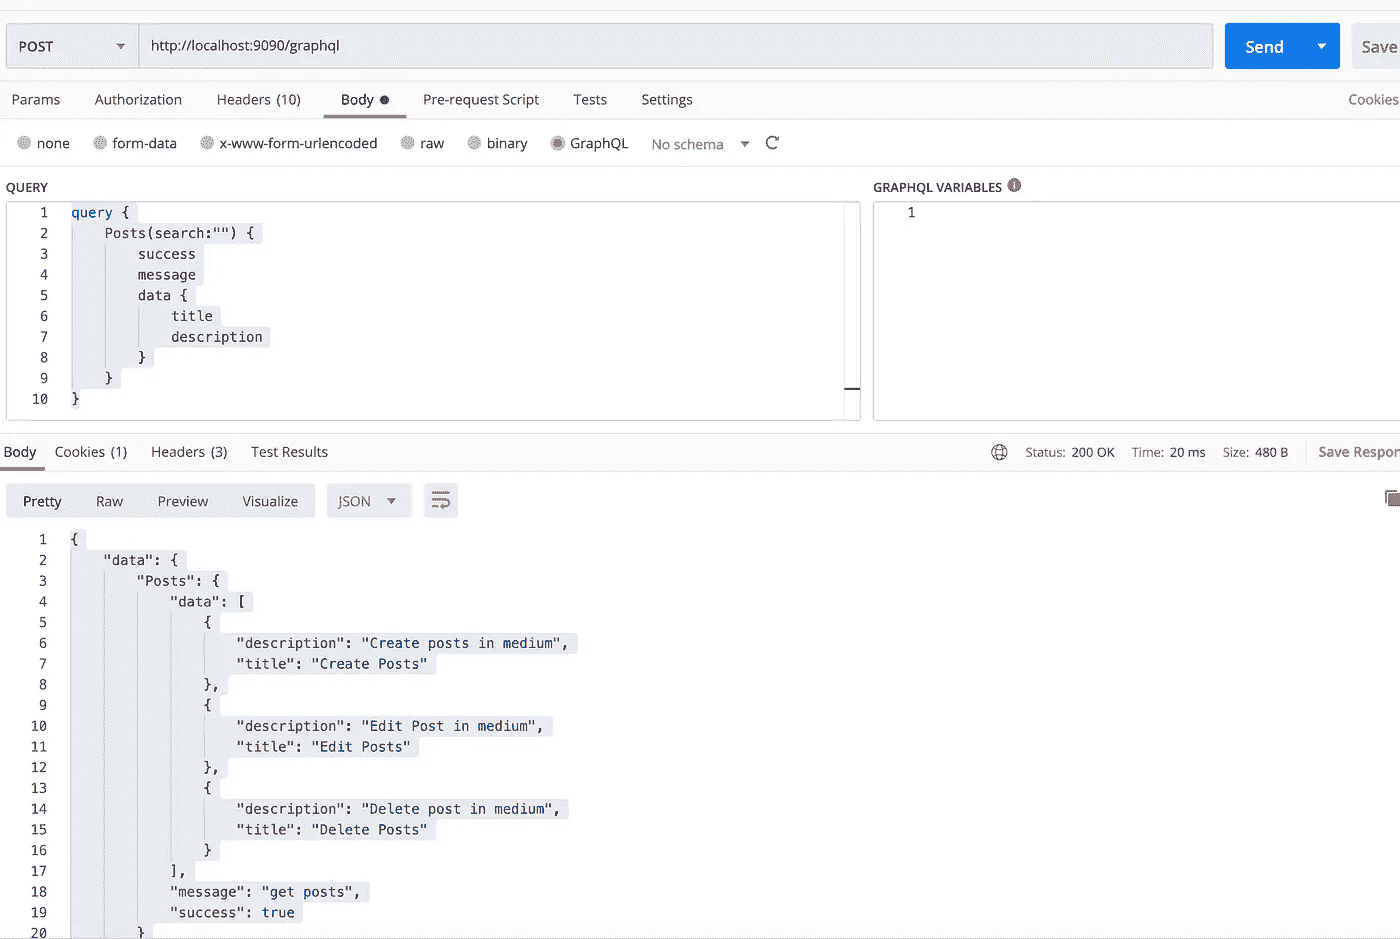 POST http://localhost:9090/graphql Send Save
Params Authorization Headers (10) Body Pre-request Script Tests Settings Cookies
none form-data x-www-form-urlencoded raw binary GraphQL No schema
QUERY
1 query {
2 Posts(search:"") {
3 success
4 message
5 data {
6 title
7 description
8 }
9 }
10 }
GRAPHQL VARIABLES
1
Body Cookies (1) Headers (3) Test Results Status: 200 OK Time: 20 ms Size: 480 B Save Respon
Pretty Raw Preview Visualize JSON
1 {
2 "data": {
3 "Posts": {
4 "data": [
5 {
6 "description": "Create posts in medium",
7 "title": "Create Posts"
8 },
9 {
10 "description": "Edit Post in medium",
11 "title": "Edit Posts"
12 },
13 {
14 "description": "Delete post in medium",
15 "title": "Delete Posts"
16 }
17 ],
18 "message": "get posts",
19 "success": true
20 }